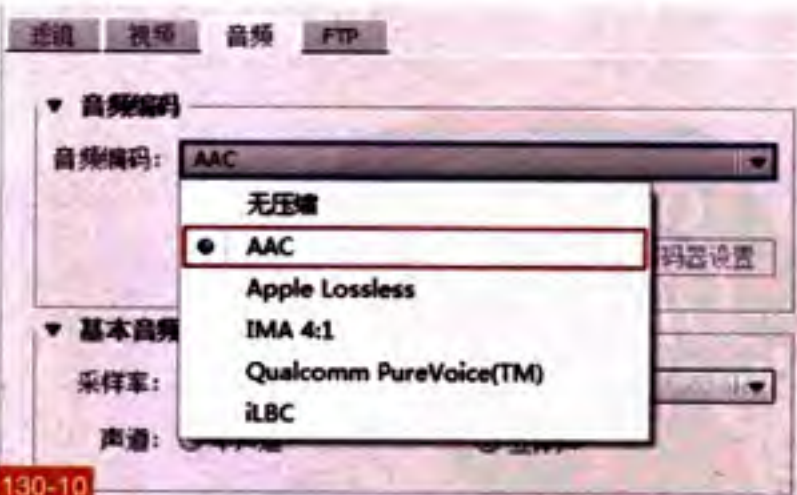 滤镜 视频 音频 FTP
音频编码
音频编码: AAC
无压缩
AAC
码器设置
Apple Lossless
基本音频
IMA 4:1
采样率:
Qualcomm PureVoice(TM)
iLBC
声道:
130-10